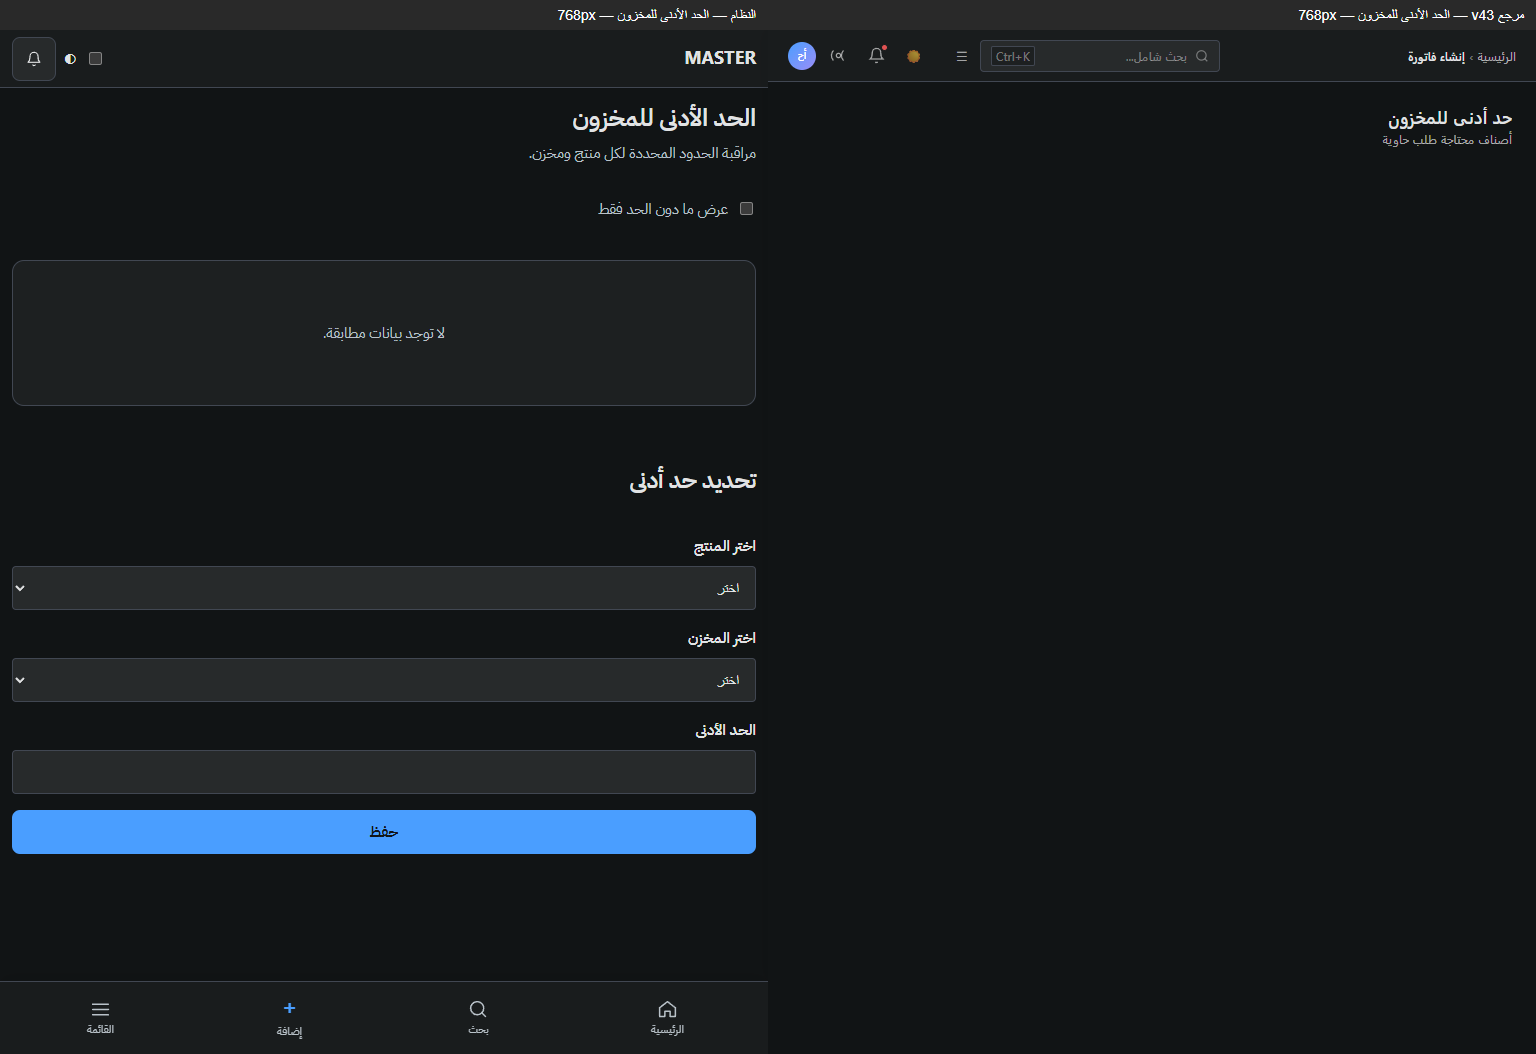 مرجع v43 — الحد الأدنى للمخزون — 768px
الرئيسية › إنشاء فاتورة
بحث شامل...
Ctrl+K
أح
حد أدنى للمخزون
أصناف محتاجة طلب حاوية
النظام — الحد الأدنى للمخزون — 768px
MASTER
الحد الأدنى للمخزون
مراقبة الحدود المحددة لكل منتج ومخزن.
عرض ما دون الحد فقط
لا توجد بيانات مطابقة.
تحديد حد أدنى
اختر المنتج
اختر
اختر المخزن
اختر
الحد الأدنى
حفظ
الرئيسية
بحث
إضافة
القائمة